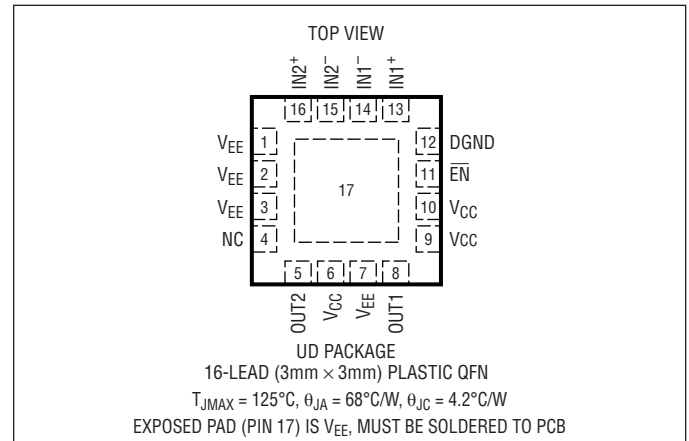 TOP VIEW
IN2+ IN2− IN1− IN1+
16 15 14 13
VEE 1 12 DGND
VEE 2 11 EN
17
VEE 3 10 VCC
NC 4 9 VCC
5 6 7 8
OUT2 VCC VEE OUT1
UD PACKAGE
16-LEAD (3mm × 3mm) PLASTIC QFN
TJMAX = 125°C, θJA = 68°C/W, θJC = 4.2°C/W
EXPOSED PAD (PIN 17) IS VEE, MUST BE SOLDERED TO PCB